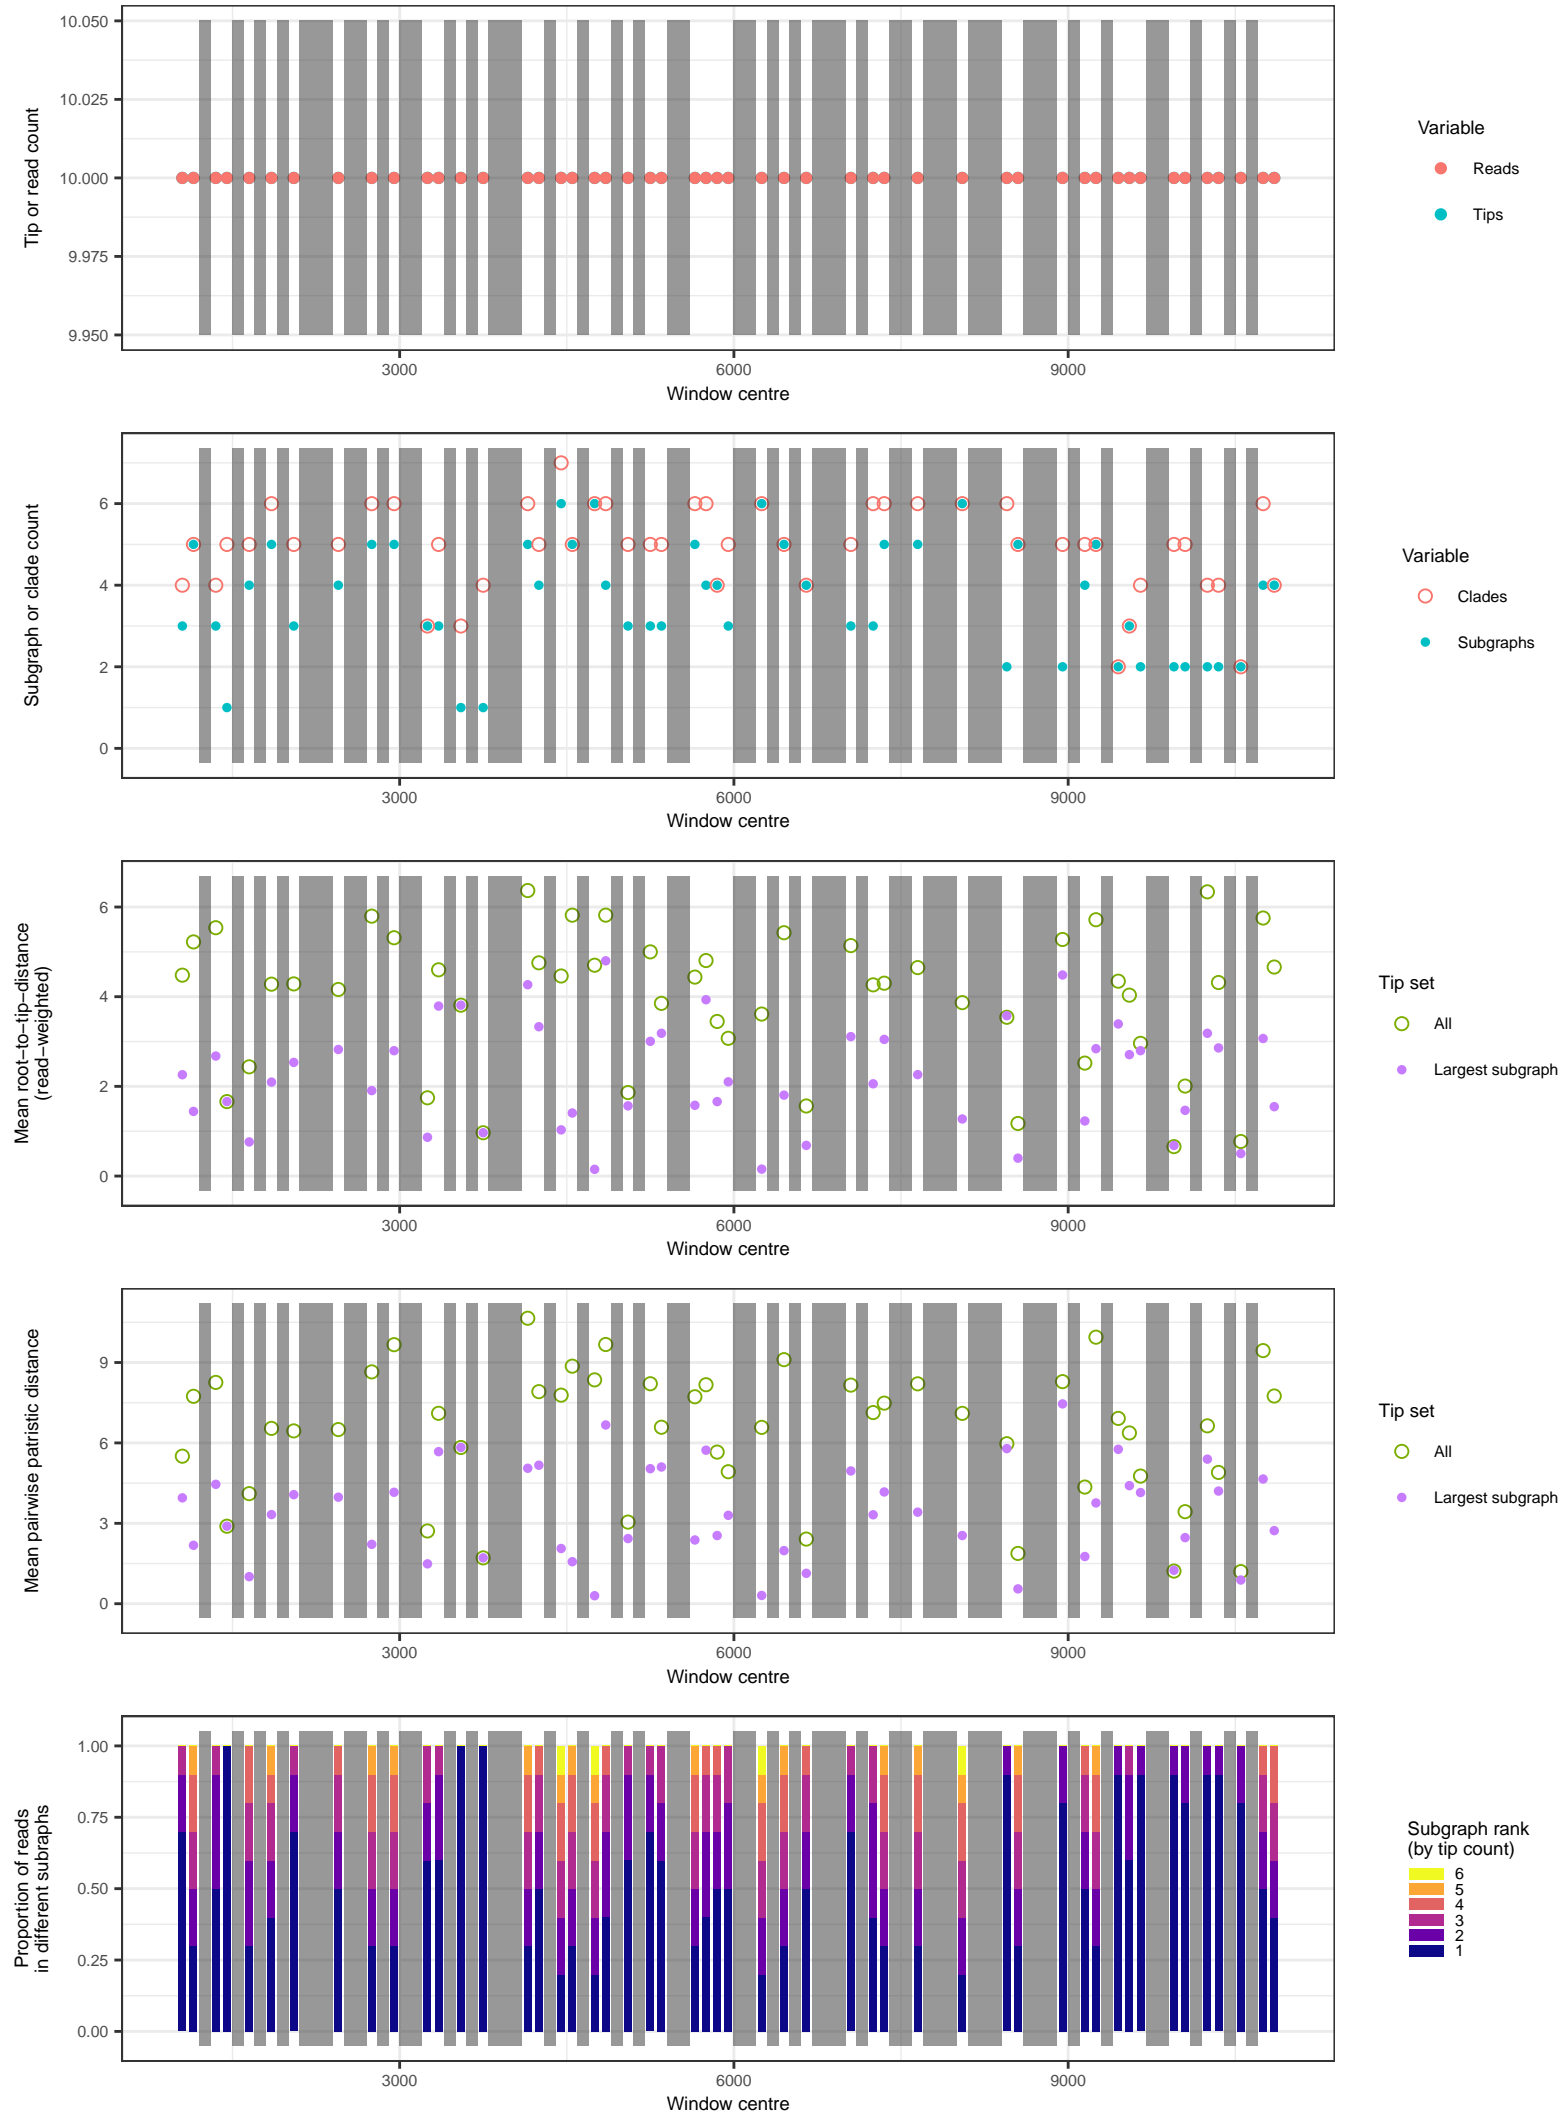 10.050
10.025
10.000
9.975
9.950
Tip or read count
3000
6000
9000
Window centre
Variable
Reads
Tips
6
4
2
0
Subgraph or clade count
3000
6000
9000
Window centre
Variable
Clades
Subgraphs
6
4
2
0
Mean root−to−tip−distance
(read−weighted)
3000
6000
9000
Window centre
Tip set
All
Largest subgraph
9
6
3
0
Mean pairwise patristic distance
3000
6000
9000
Window centre
Tip set
All
Largest subgraph
1.00
0.75
0.50
0.25
0.00
Proportion of reads
in different subraphs
3000
6000
9000
Window centre
Subgraph rank
(by tip count)
6
5
4
3
2
1